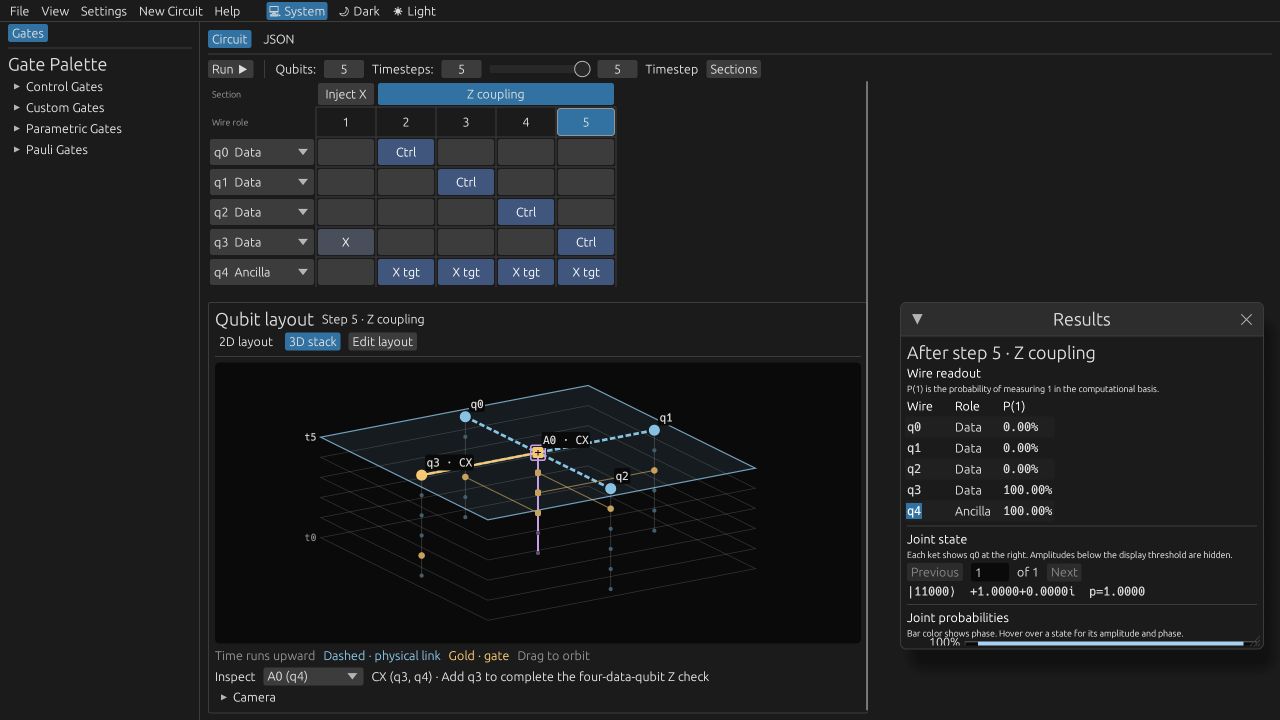 File View Settings New Circuit Help System Dark Light
Gates
Gate Palette
Control Gates
Custom Gates
Parametric Gates
Pauli Gates
Circuit JSON
Run Qubits: 5 Timesteps: 5 5 Timestep Sections
Section Inject X Z coupling
Wire role 1 2 3 4 5
q0 Data Ctrl
q1 Data Ctrl
q2 Data Ctrl
q3 Data X Ctrl
q4 Ancilla X tgt X tgt X tgt X tgt
Qubit layout Step 5 · Z coupling
2D layout 3D stack Edit layout
q0
q1
t5
A0 · CX
q3 · CX
q2
t0
Time runs upward Dashed · physical link Gold · gate Drag to orbit
Inspect A0 (q4) CX (q3, q4) · Add q3 to complete the four-data-qubit Z check
Camera
Results
After step 5 · Z coupling
Wire readout
P(1) is the probability of measuring 1 in the computational basis.
Wire Role P(1)
q0 Data 0.00%
q1 Data 0.00%
q2 Data 0.00%
q3 Data 100.00%
q4 Ancilla 100.00%
Joint state
Each ket shows q0 at the right. Amplitudes below the display threshold are hidden.
Previous 1 of 1 Next
|11000⟩ +1.0000+0.0000i p=1.0000
Joint probabilities
Bar color shows phase. Hover over a state for its amplitude and phase.
100%